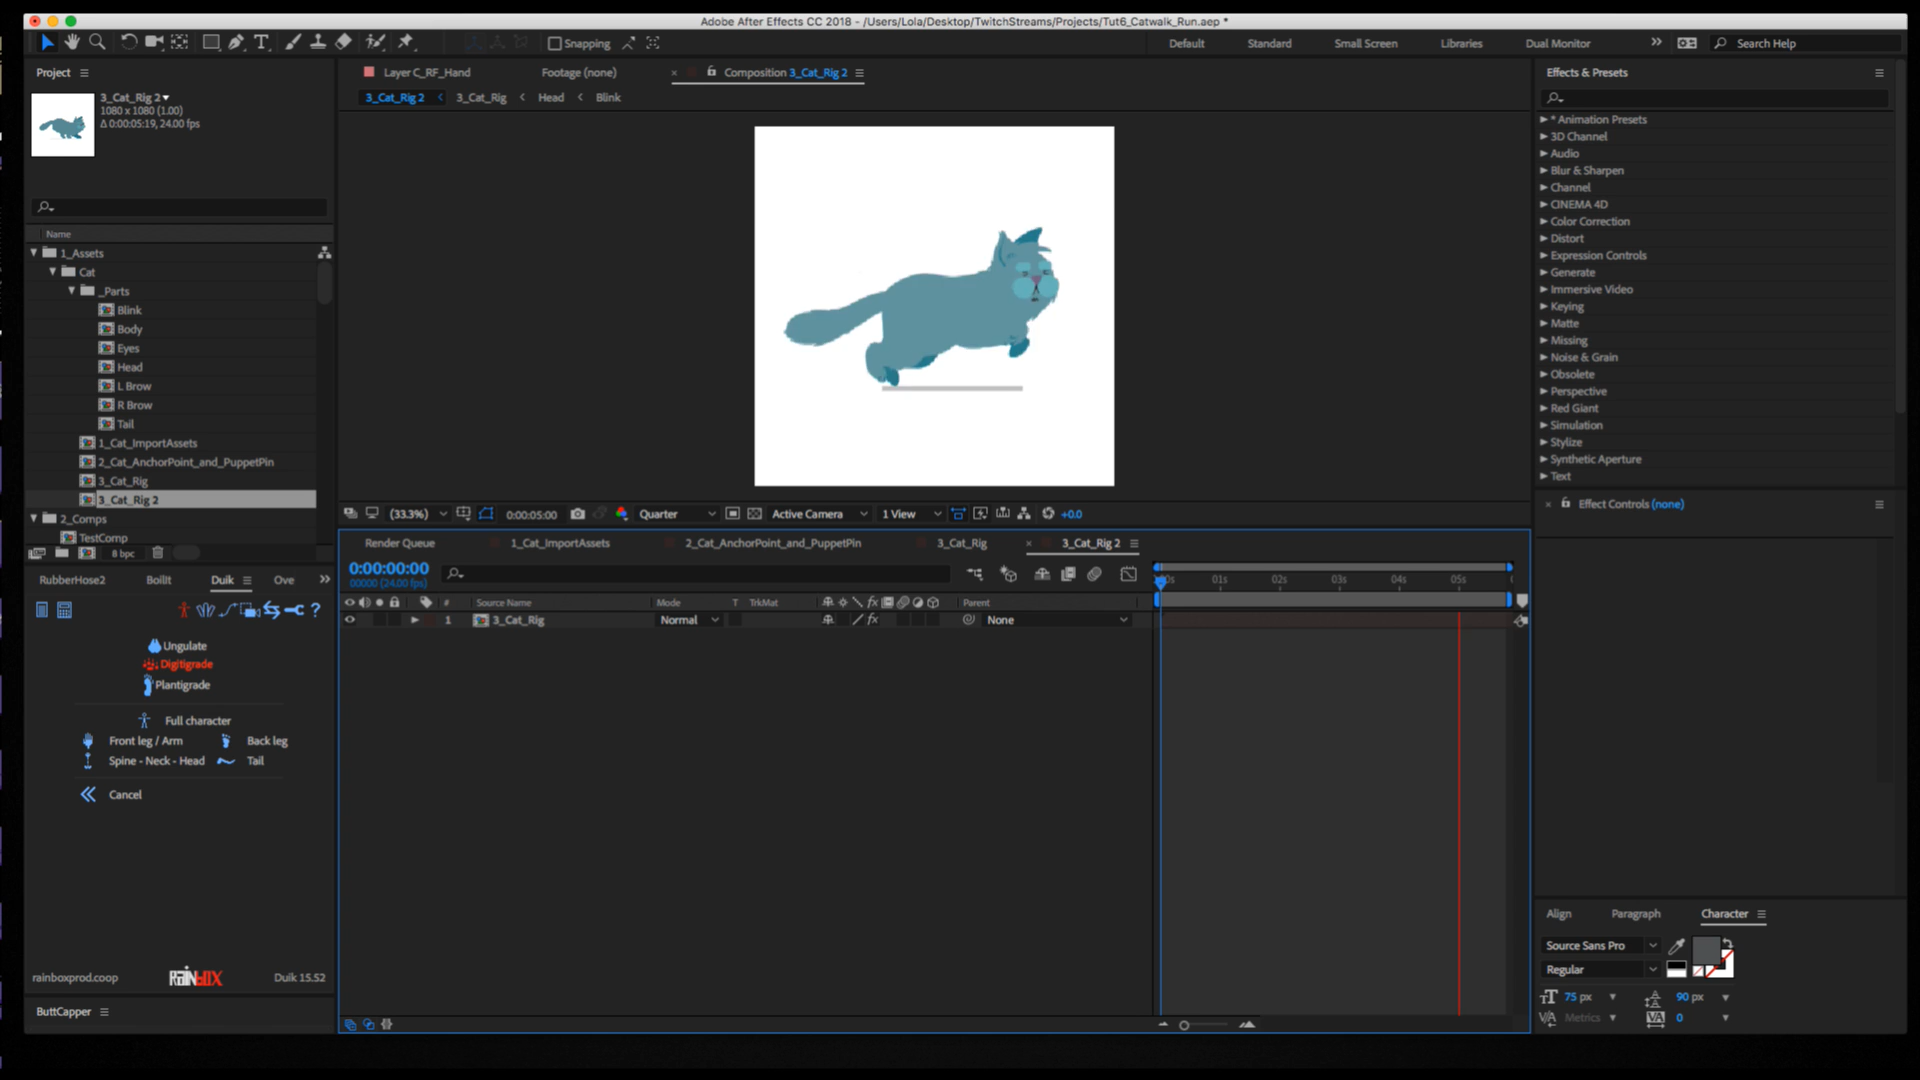 Adobe After Effects CC 2018 - /Users/Lola/Desktop/TwitchStreams/Projects/Tut6_Catwalk_Run.aep *
Snapping
Default
Standard
Small Screen
Libraries
Dual Monitor
Search Help
Project
3_Cat_Rig 2
1080 x 1080 (1.00)
Δ 0:00:05:19, 24.00 fps
Name
1_Assets
Cat
_Parts
Blink
Body
Eyes
Head
L Brow
R Brow
Tail
1_Cat_ImportAssets
2_Cat_AnchorPoint_and_PuppetPin
3_Cat_Rig
3_Cat_Rig 2
2_Comps
TestComp
8 bpc
Layer C_RF_Hand
Footage (none)
Composition 3_Cat_Rig 2
3_Cat_Rig 2
3_Cat_Rig
Head
Blink
(33.3%)
0:00:05:00
Quarter
Active Camera
1 View
+0.0
Effects & Presets
* Animation Presets
3D Channel
Audio
Blur & Sharpen
Channel
CINEMA 4D
Color Correction
Distort
Expression Controls
Generate
Immersive Video
Keying
Matte
Missing
Noise & Grain
Obsolete
Perspective
Red Giant
Simulation
Stylize
Synthetic Aperture
Text
Effect Controls (none)
RubberHose2
BoilIt
Duik
Ove
Ungulate
Digitigrade
Plantigrade
Full character
Front leg / Arm
Back leg
Spine - Neck - Head
Tail
Cancel
rainboxprod.coop
RAINBOX
Duik 15.52
ButtCapper
Render Queue
1_Cat_ImportAssets
2_Cat_AnchorPoint_and_PuppetPin
3_Cat_Rig
3_Cat_Rig 2
0:00:00:00
00000 (24.00 fps)
# Source Name
Mode
T TrkMat
fx
Parent
1 3_Cat_Rig
Normal
fx
None
01s
02s
03s
04s
05s
Align
Paragraph
Character
Source Sans Pro
Regular
75 px
90 px
Metrics
0